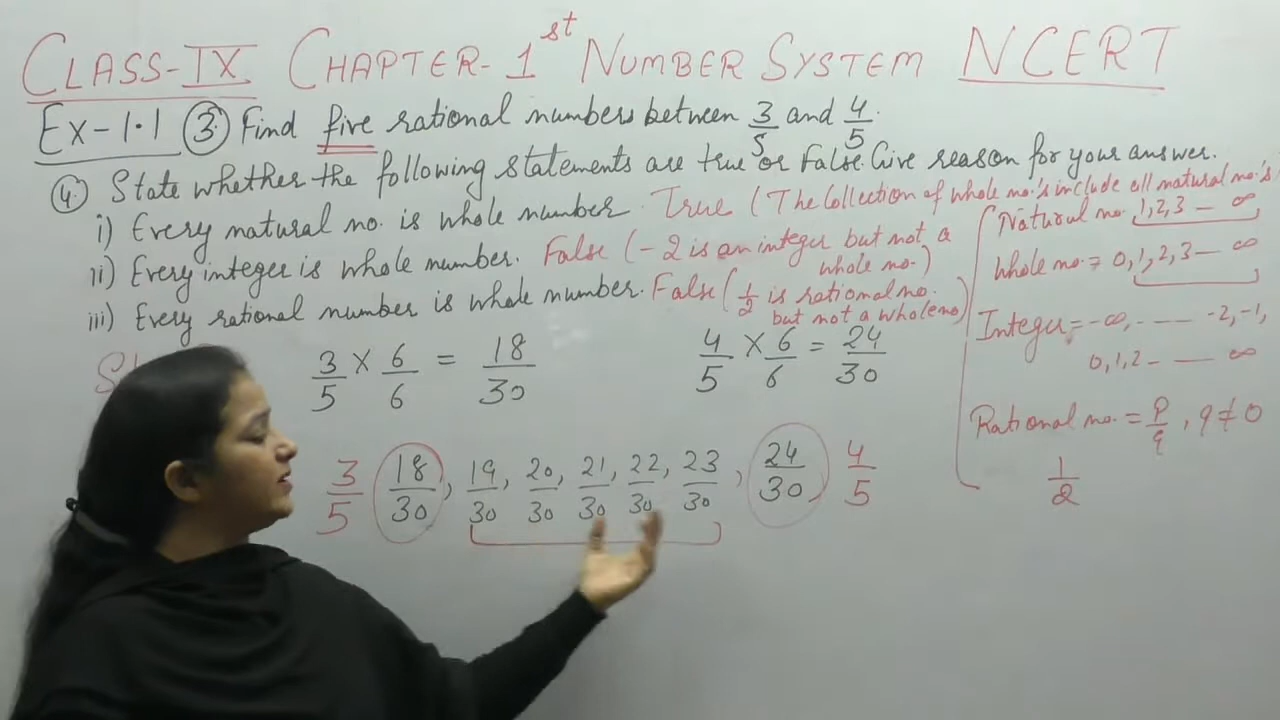 CLASS-IX CHAPTER-1st NUMBER SYSTEM NCERT
Ex-1.1 ③ Find five rational numbers between 3/5 and 4/5.
④ State whether the following statements are true or false. Give reason for your answer.
i) Every natural no. is whole number. True (The Collection of whole no.'s include all natural no.'s
ii) Every integer is whole number. False (-2 is an integer but not a
whole no.)
iii) Every rational number is whole number. False (1/2 is rational no.
but not a whole no)
Natural no. 1,2,3 — ∞
Whole no. = 0,1,2,3 — ∞
Integer = -∞, - — -2,-1,
0,1,2 - — ∞
Rational no. = p/q, q≠0
1/2
3/5 × 6/6 = 18/30
4/5 × 6/6 = 24/30
3/5 18/30, 19/30, 20/30, 21/30, 22/30, 23/30, 24/30 4/5